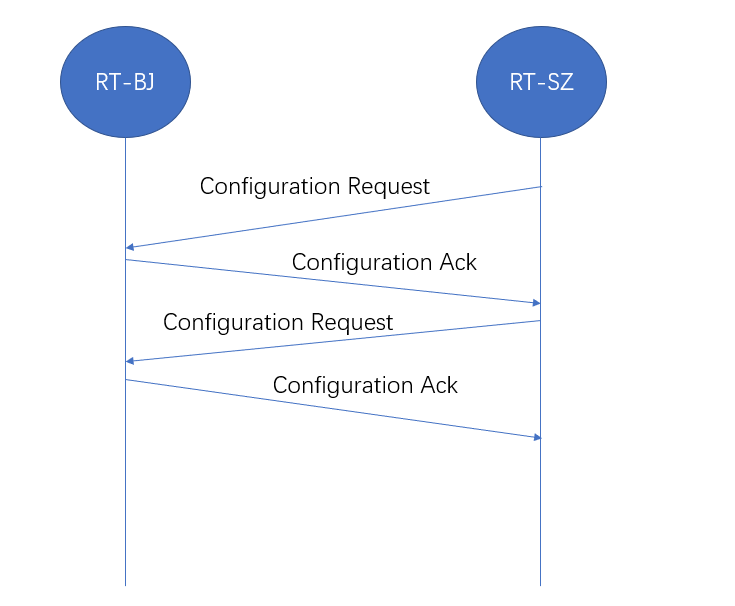 RT-BJ
RT-SZ
Configuration Request
Configuration Ack
Configuration Request
Configuration Ack